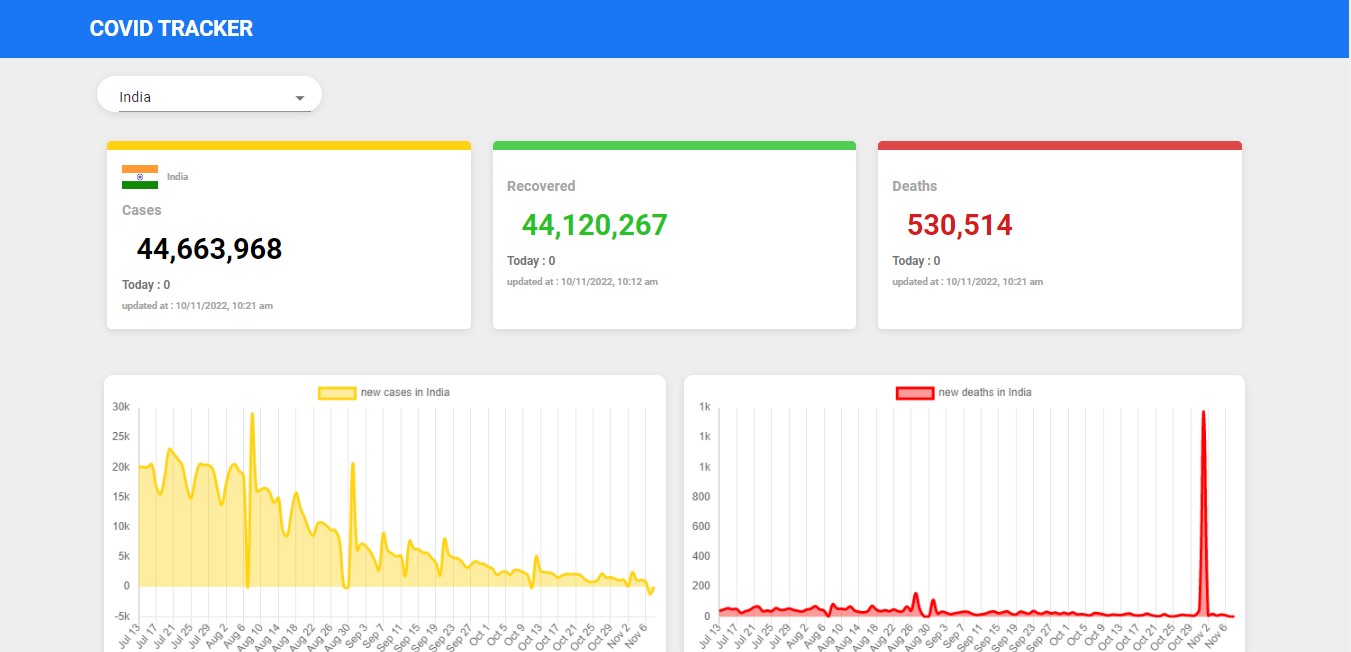 COVID TRACKER
India
India
Cases
44,663,968
Today : 0
updated at : 10/11/2022, 10:21 am
Recovered
44,120,267
Today : 0
updated at : 10/11/2022, 10:12 am
Deaths
530,514
Today : 0
updated at : 10/11/2022, 10:21 am
new cases in India
30k
25k
20k
15k
10k
5k
0
-5k
Jul 13 Jul 17 Jul 21 Jul 25 Jul 29 Aug 2 Aug 6 Aug 10 Aug 14 Aug 18 Aug 22 Aug 26 Aug 30 Sep 3 Sep 7 Sep 11 Sep 15 Sep 19 Sep 23 Sep 27 Oct 1 Oct 5 Oct 9 Oct 13 Oct 17 Oct 21 Oct 25 Oct 29 Nov 2 Nov 6
new deaths in India
1k
1k
1k
800
600
400
200
0
Jul 13 Jul 17 Jul 21 Jul 25 Jul 29 Aug 2 Aug 6 Aug 10 Aug 14 Aug 18 Aug 22 Aug 26 Aug 30 Sep 3 Sep 7 Sep 11 Sep 15 Sep 19 Sep 23 Sep 27 Oct 1 Oct 5 Oct 9 Oct 13 Oct 17 Oct 21 Oct 25 Oct 29 Nov 2 Nov 6